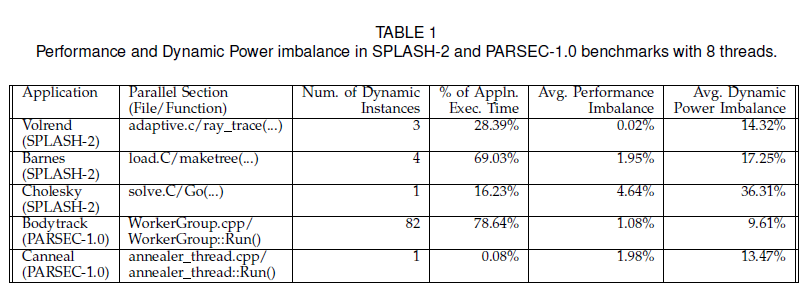 TABLE 1
Performance and Dynamic Power imbalance in SPLASH-2 and PARSEC-1.0 benchmarks with 8 threads.
Application Parallel Section Num. of Dynamic % of Appln. Avg. Performance Avg. Dynamic
(File/Function) Instances Exec. Time Imbalance Power Imbalance
Volrend adaptive.c/ray_trace(...) 3 28.39% 0.02% 14.32%
(SPLASH-2)
Barnes load.C/maketree(...) 4 69.03% 1.95% 17.25%
(SPLASH-2)
Cholesky solve.C/Go(...) 1 16.23% 4.64% 36.31%
(SPLASH-2)
Bodytrack WorkerGroup.cpp/ 82 78.64% 1.08% 9.61%
(PARSEC-1.0) WorkerGroup::Run()
Canneal annealer_thread.cpp/ 1 0.08% 1.98% 13.47%
(PARSEC-1.0) annealer_thread::Run()